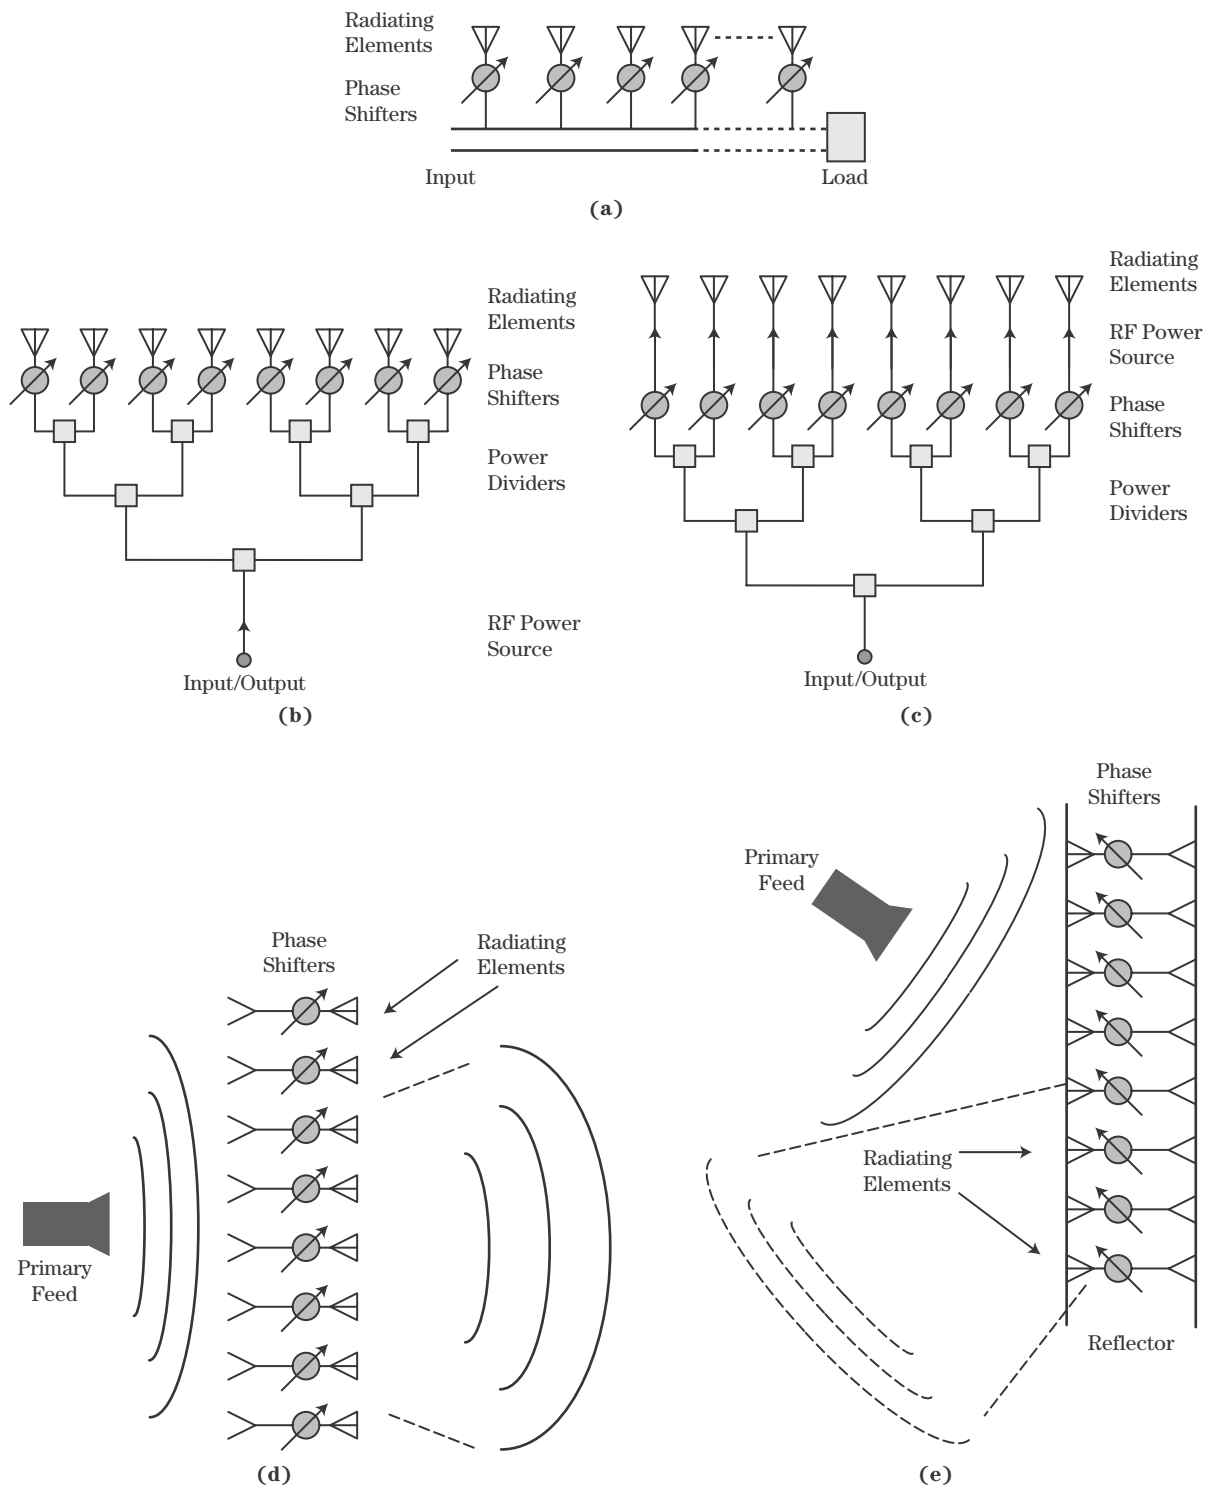 Radiating
Elements
Phase
Shifters
Input
Load
(a)
Radiating
Elements
Phase
Shifters
Power
Dividers
RF Power
Source
Input/Output
(b)
Radiating
Elements
RF Power
Source
Phase
Shifters
Power
Dividers
Input/Output
(c)
Phase
Shifters
Radiating
Elements
Primary
Feed
(d)
Phase
Shifters
Primary
Feed
Radiating
Elements
Reflector
(e)